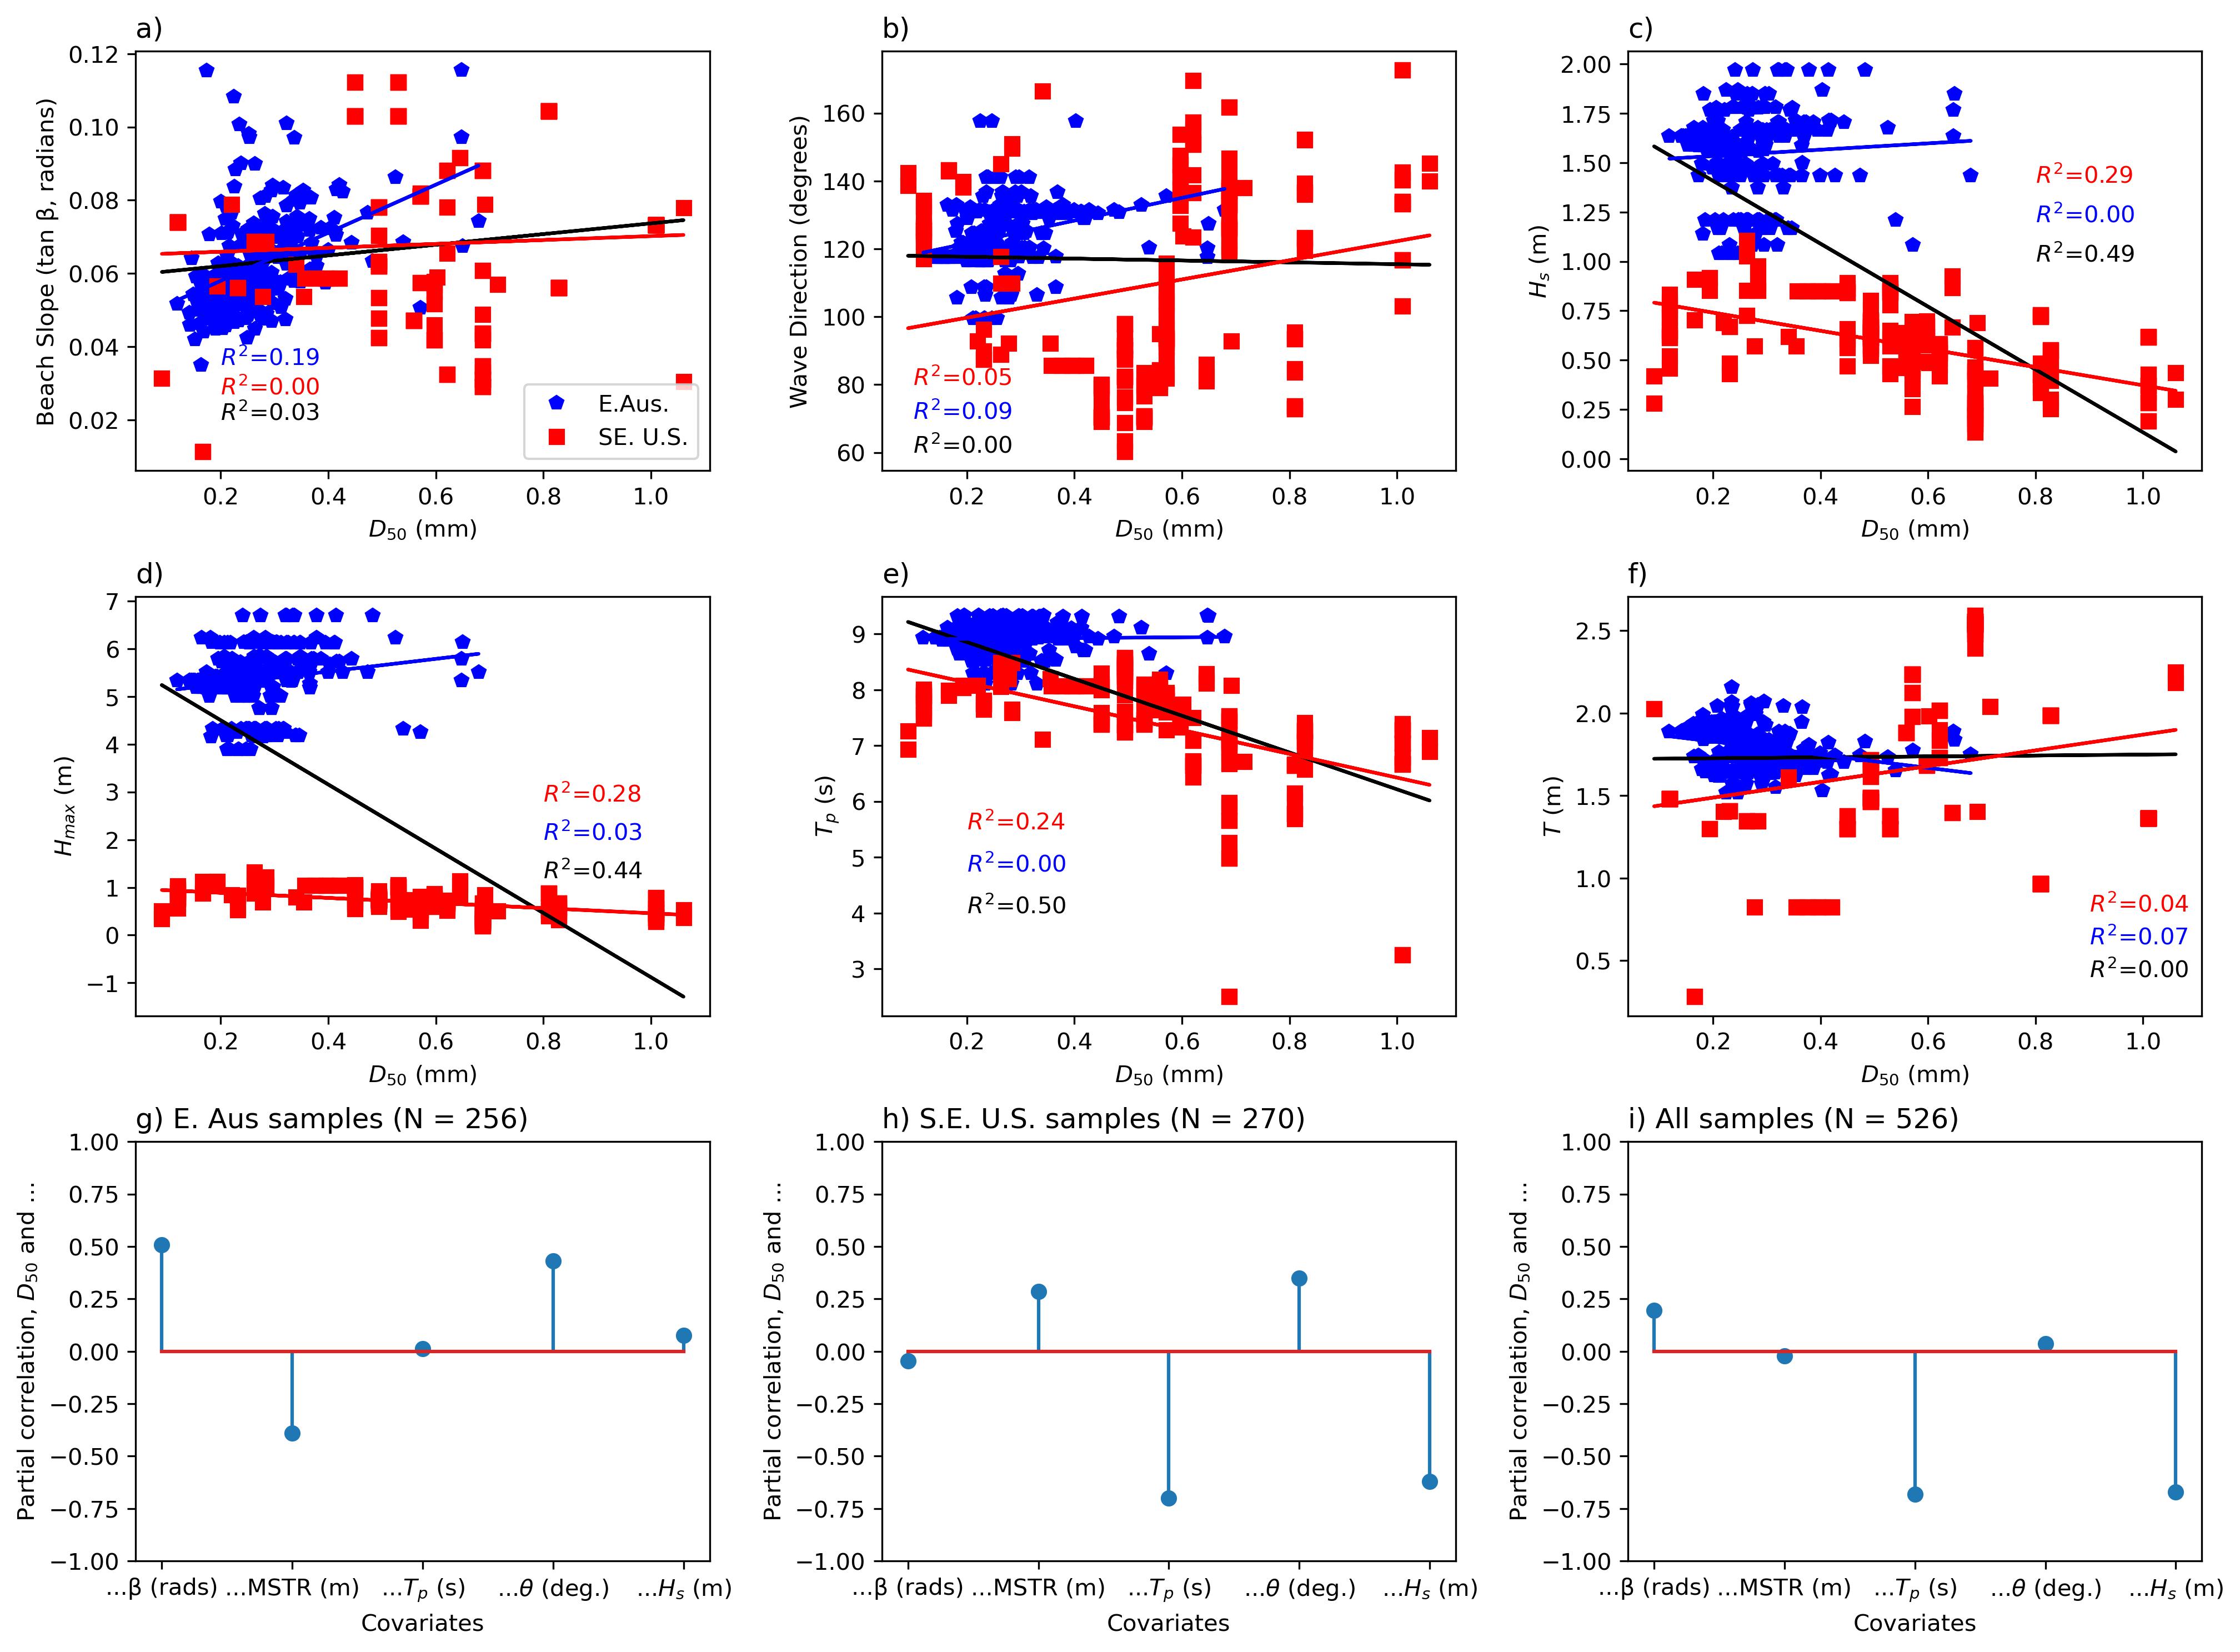 a)
0.12
0.10
0.08
0.06
0.04
0.02
Beach Slope (tan β, radians)
R²=0.19
R²=0.00
R²=0.03
E.Aus.
SE. U.S.
0.2 0.4 0.6 0.8 1.0
D₅₀ (mm)
b)
160
140
120
100
80
60
Wave Direction (degrees)
R²=0.05
R²=0.09
R²=0.00
0.2 0.4 0.6 0.8 1.0
D₅₀ (mm)
c)
2.00
1.75
1.50
1.25
1.00
0.75
0.50
0.25
0.00
Hₛ (m)
R²=0.29
R²=0.00
R²=0.49
0.2 0.4 0.6 0.8 1.0
D₅₀ (mm)
d)
7
6
5
4
3
2
1
0
−1
Hₘₐₓ (m)
R²=0.28
R²=0.03
R²=0.44
0.2 0.4 0.6 0.8 1.0
D₅₀ (mm)
e)
9
8
7
6
5
4
3
Tₚ (s)
R²=0.24
R²=0.00
R²=0.50
0.2 0.4 0.6 0.8 1.0
D₅₀ (mm)
f)
2.5
2.0
1.5
1.0
0.5
T (m)
R²=0.04
R²=0.07
R²=0.00
0.2 0.4 0.6 0.8 1.0
D₅₀ (mm)
g) E. Aus samples (N = 256)
1.00
0.75
0.50
0.25
0.00
−0.25
−0.50
−0.75
−1.00
Partial correlation, D₅₀ and ...
...β (rads) ...MSTR (m) ...Tₚ (s) ...θ (deg.) ...Hₛ (m)
Covariates
h) S.E. U.S. samples (N = 270)
1.00
0.75
0.50
0.25
0.00
−0.25
−0.50
−0.75
−1.00
Partial correlation, D₅₀ and ...
...β (rads) ...MSTR (m) ...Tₚ (s) ...θ (deg.) ...Hₛ (m)
Covariates
i) All samples (N = 526)
1.00
0.75
0.50
0.25
0.00
−0.25
−0.50
−0.75
−1.00
Partial correlation, D₅₀ and ...
...β (rads) ...MSTR (m) ...Tₚ (s) ...θ (deg.) ...Hₛ (m)
Covariates